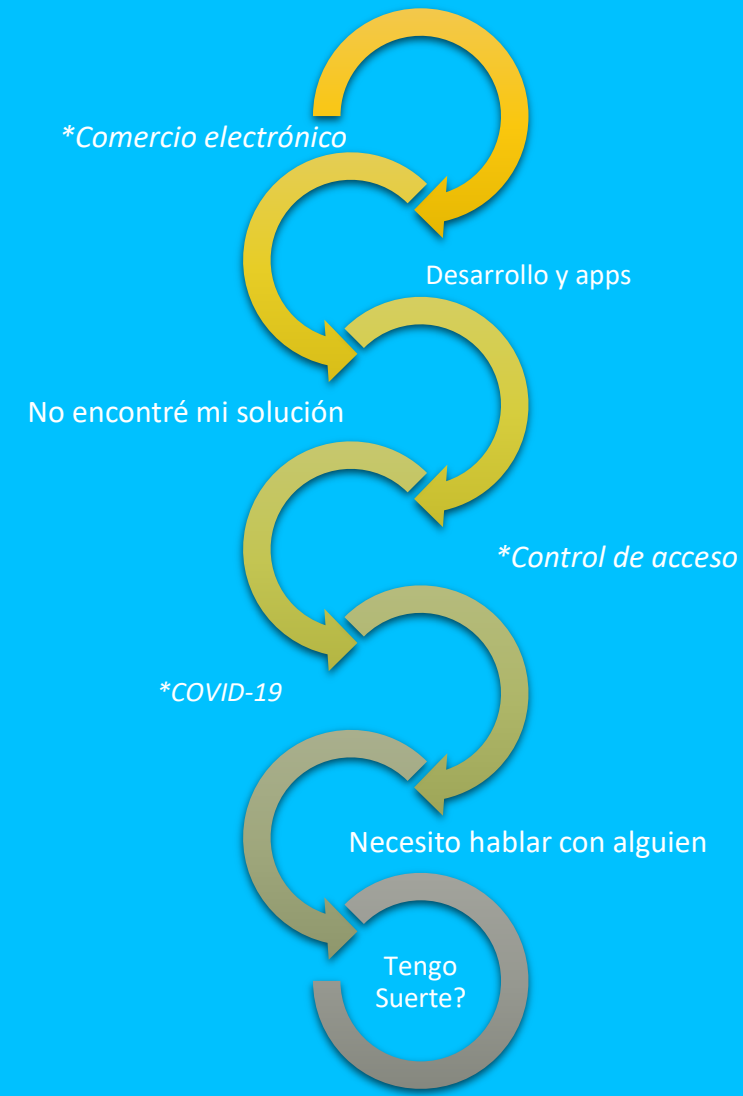 *Comercio electrónico
Desarrollo y apps
No encontré mi solución
*Control de acceso
*COVID-19
Necesito hablar con alguien
Tengo
Suerte?